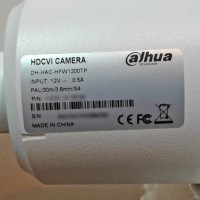 HDCVI CAMERA
alhua
DH-HAC-HFW1200TP
INPUT: 12V ⎓ 0.5A
PAL/30m/3.6mm/S4
P/N:
S/N:
MADE IN CHINA